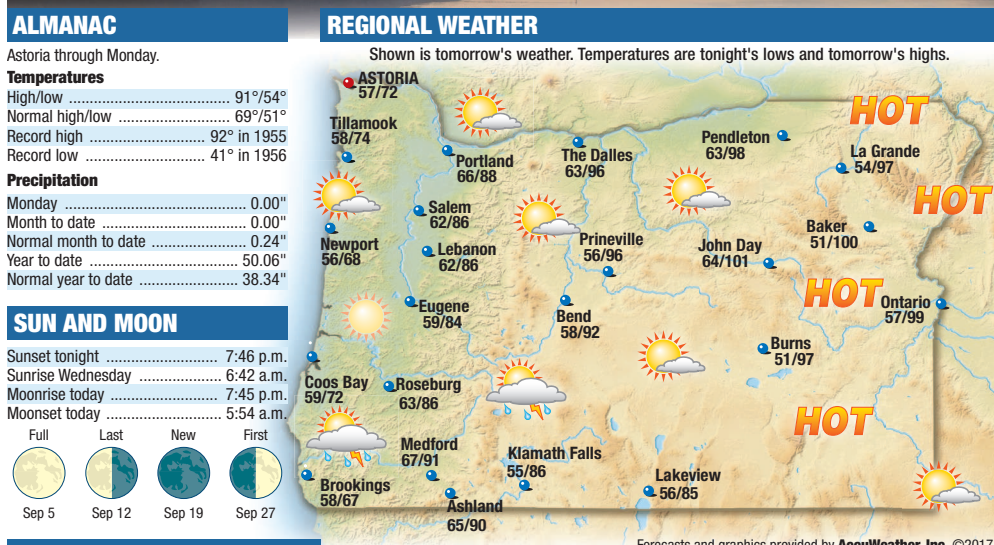 ALMANAC
Astoria through Monday.
Temperatures
High/low ..................................... 91°/54°
Normal high/low .......................... 69°/51°
Record high ........................... 92° in 1955
Record low ............................ 41° in 1956
Precipitation
Monday ........................................... 0.00"
Month to date .................................. 0.00"
Normal month to date ...................... 0.24"
Year to date .................................. 50.06"
Normal year to date ....................... 38.34"
SUN AND MOON
Sunset tonight .......................... 7:46 p.m.
Sunrise Wednesday ................... 6:42 a.m.
Moonrise today ......................... 7:45 p.m.
Moonset today .......................... 5:54 a.m.
Full Last New First
Sep 5 Sep 12 Sep 19 Sep 27
REGIONAL WEATHER
Shown is tomorrow's weather. Temperatures are tonight's lows and tomorrow's highs.
ASTORIA
57/72
Tillamook
58/74
Portland
66/88
The Dalles
63/96
Pendleton
63/98
HOT
La Grande
54/97
HOT
Salem
62/86
Newport
56/68
Lebanon
62/86
Prineville
56/96
John Day
64/101
Baker
51/100
HOT
Ontario
57/99
Eugene
59/84
Bend
58/92
Burns
51/97
Coos Bay
59/72
Roseburg
63/86
HOT
Medford
67/91
Klamath Falls
55/86
Brookings
58/67
Ashland
65/90
Lakeview
56/85
Forecasts and graphics provided by AccuWeather, Inc. ©2017